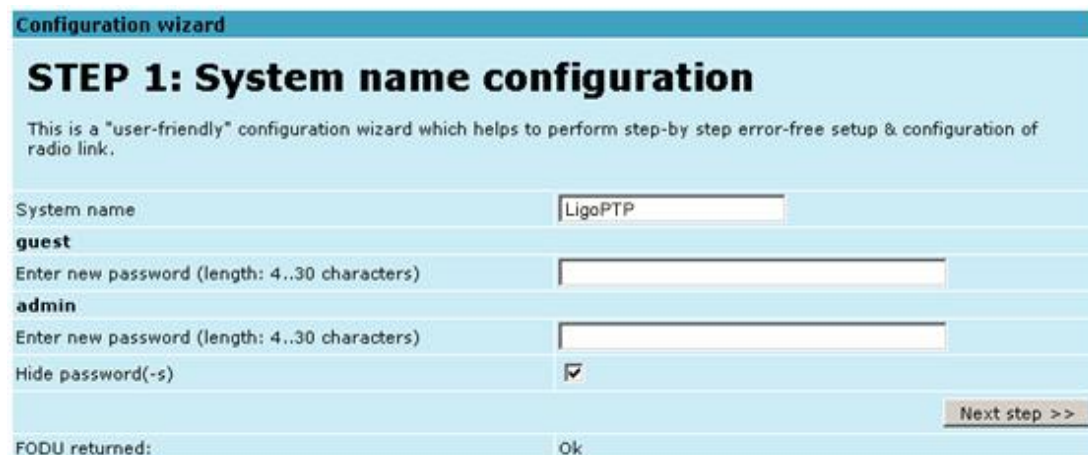 Configuration wizard
STEP 1: System name configuration
This is a "user-friendly" configuration wizard which helps to perform step-by step error-free setup & configuration of
radio link.
System name LigoPTP
guest
Enter new password (length: 4..30 characters)
admin
Enter new password (length: 4..30 characters)
Hide password(-s)
Next step >>
FODU returned: Ok